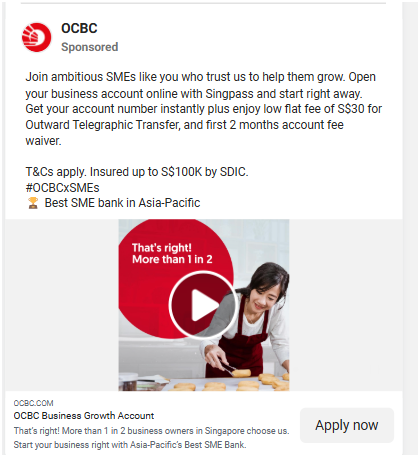 OCBC
Sponsored
Join ambitious SMEs like you who trust us to help them grow. Open
your business account online with Singpass and start right away.
Get your account number instantly plus enjoy low flat fee of S$30 for
Outward Telegraphic Transfer, and first 2 months account fee
waiver.
T&Cs apply. Insured up to S$100K by SDIC.
#OCBCxSMEs
🏆 Best SME bank in Asia-Pacific
That's right!
More than 1 in 2
OCBC.COM
OCBC Business Growth Account
That's right! More than 1 in 2 business owners in Singapore choose us.
Start your business right with Asia-Pacific's Best SME Bank.
Apply now